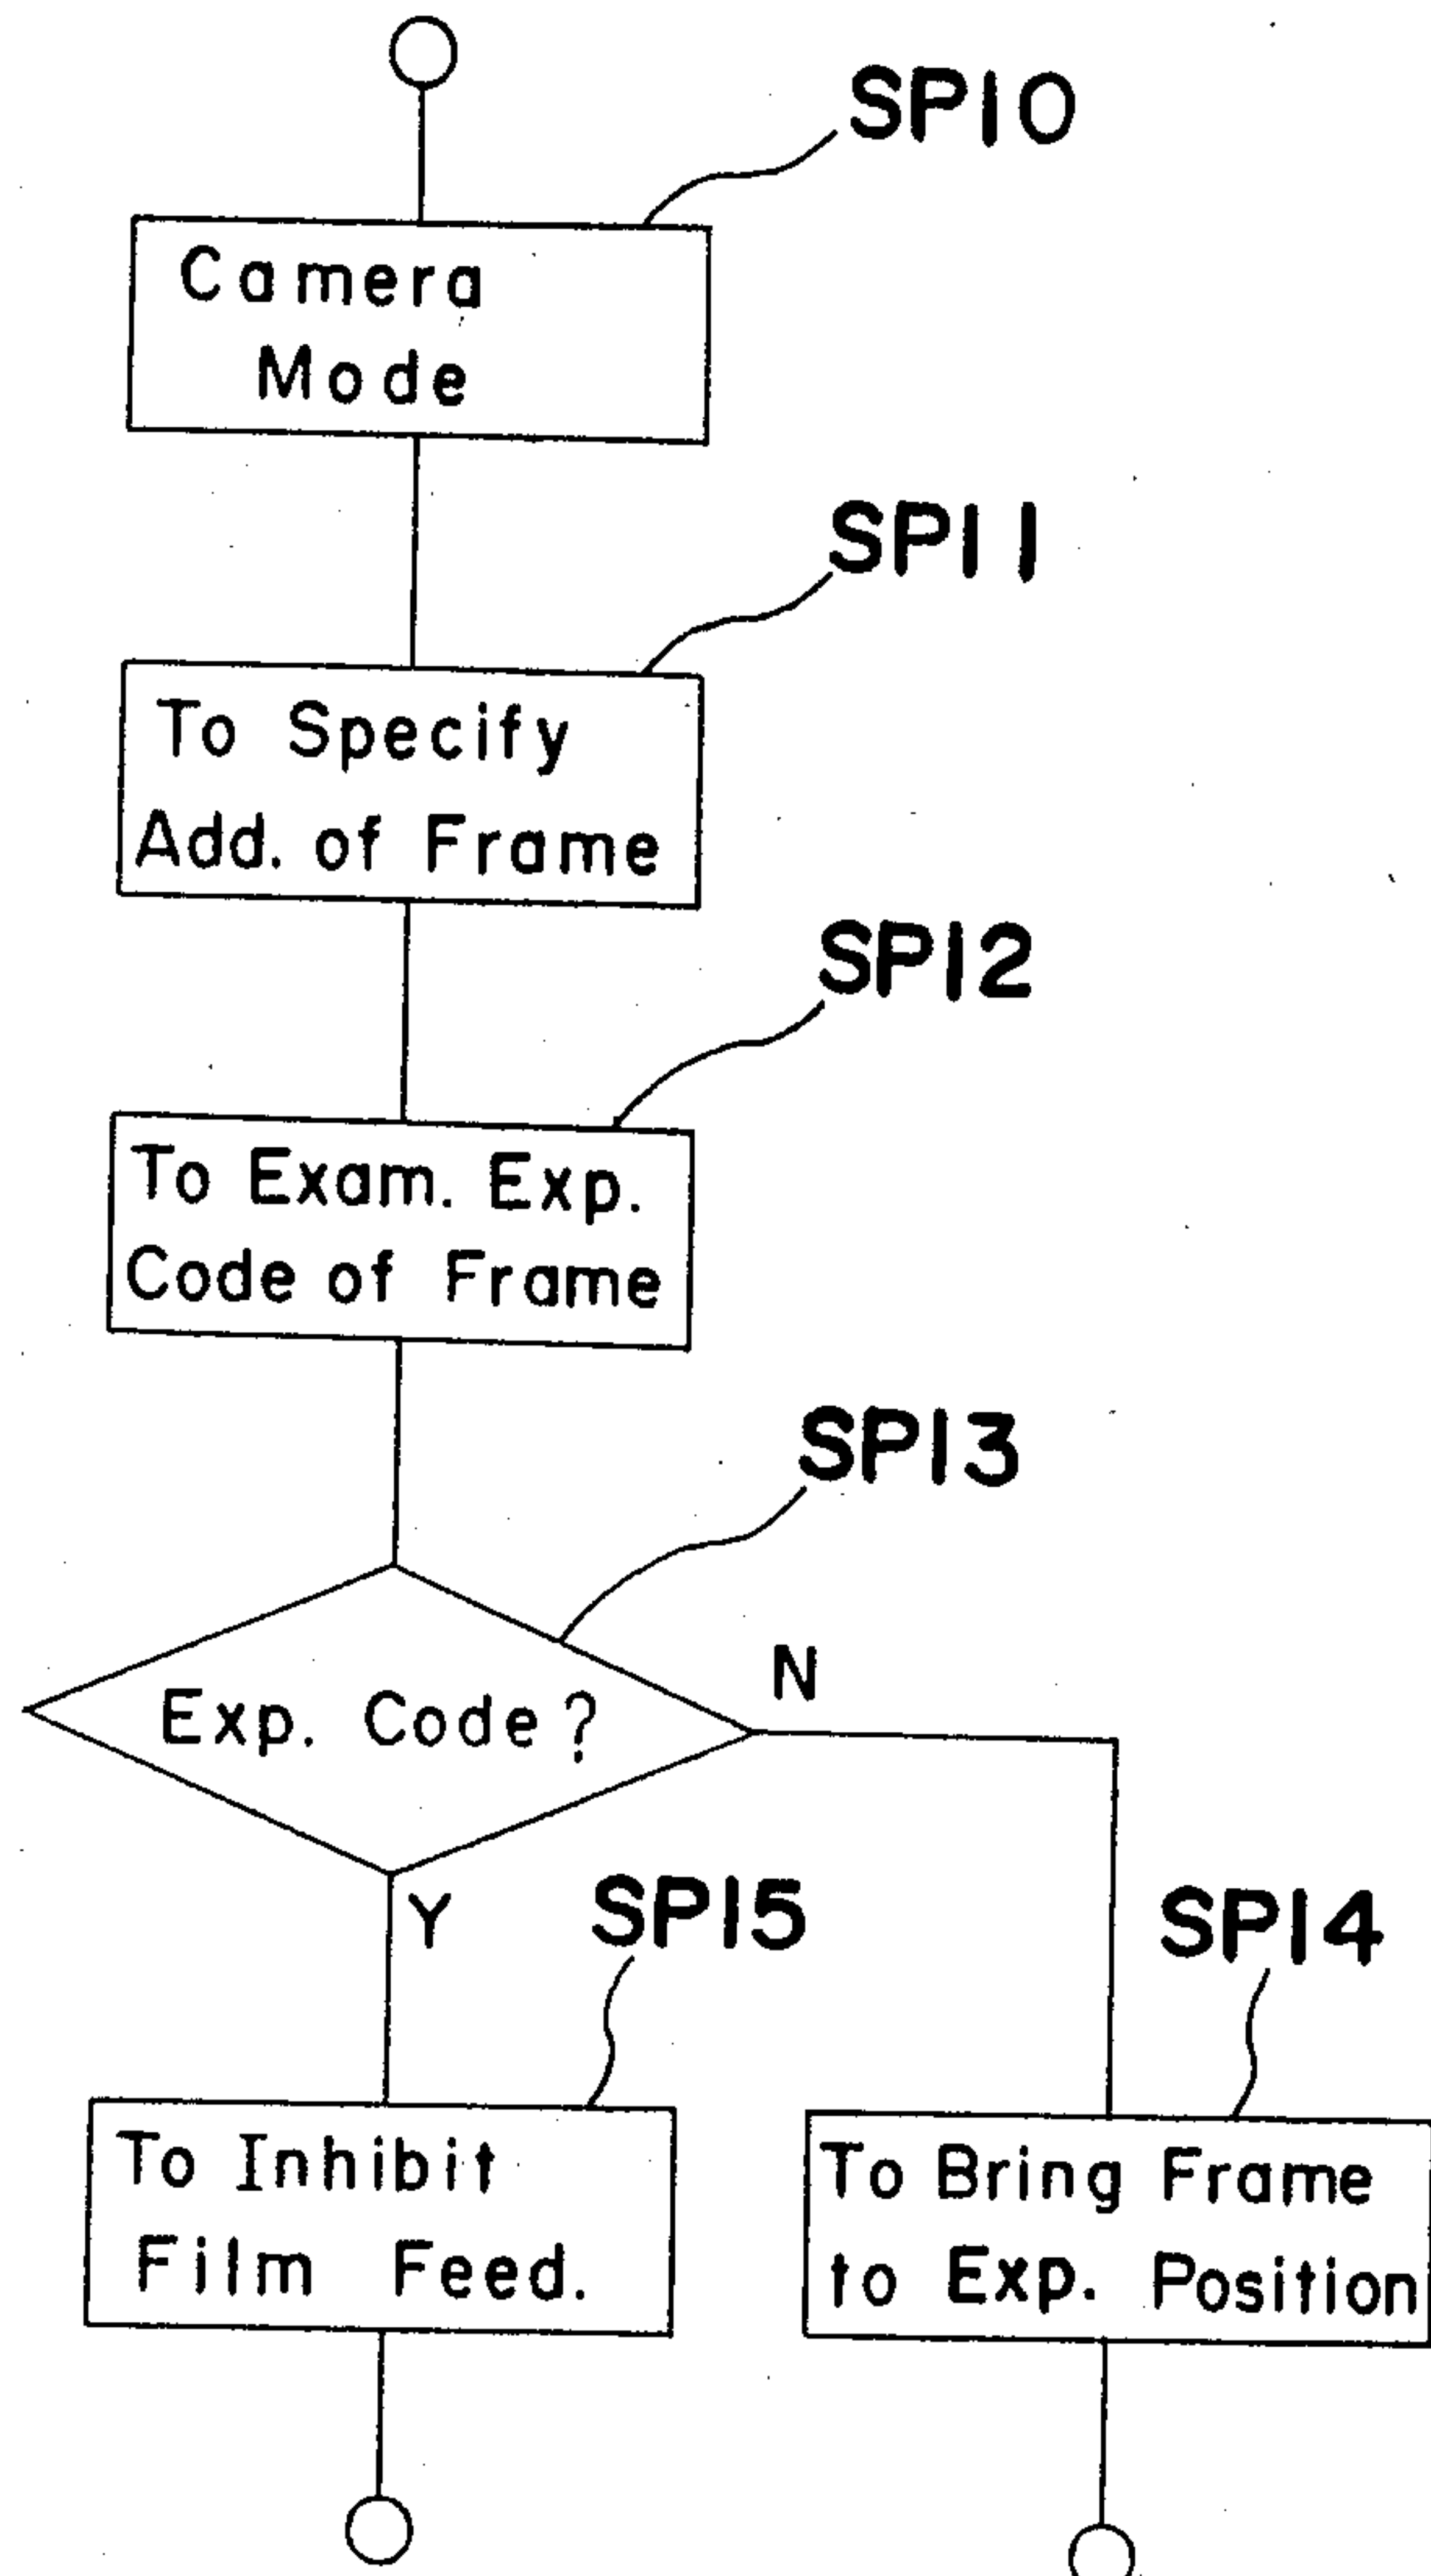 SP10
Camera
Mode
SP11
To Specify
Add. of Frame
SP12
To Exam. Exp.
Code of Frame
SP13
Exp. Code?
N
Y
SP15
SP14
To Inhibit
Film Feed.
To Bring Frame
to Exp. Position